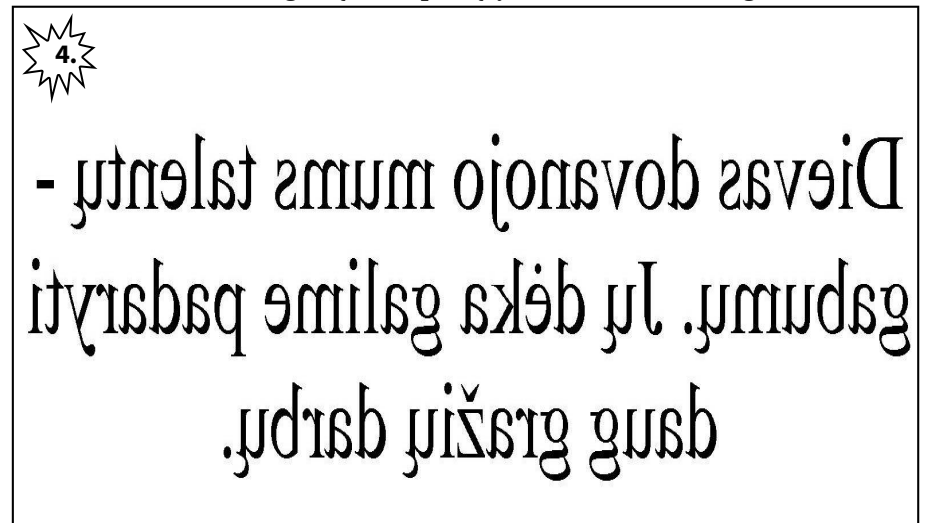 4.
Dievas dovanojo mums talentų -
gabumų. Jų dėka galime padaryti
daug gražių darbų.